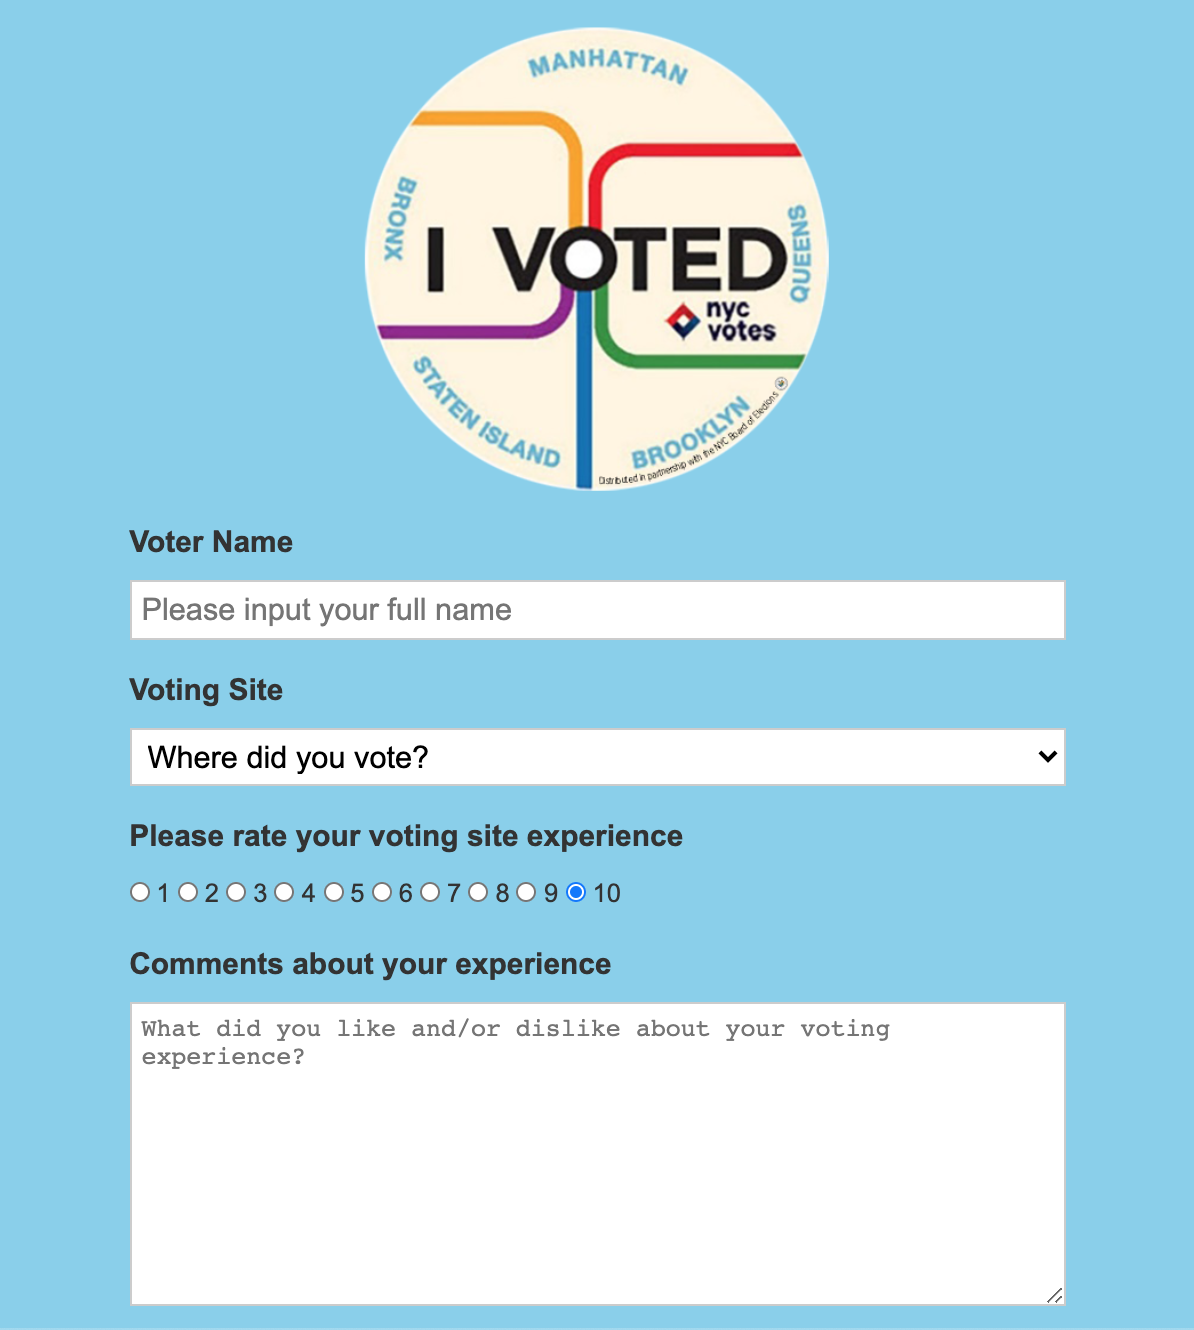 MANHATTAN
BRONX
QUEENS
I VOTED
nyc
votes
STATEN ISLAND
BROOKLYN
Distributed in partnership with the NYC Board of Elections
Voter Name
Please input your full name
Voting Site
Where did you vote?
Please rate your voting site experience
1 2 3 4 5 6 7 8 9 10
Comments about your experience
What did you like and/or dislike about your voting
experience?